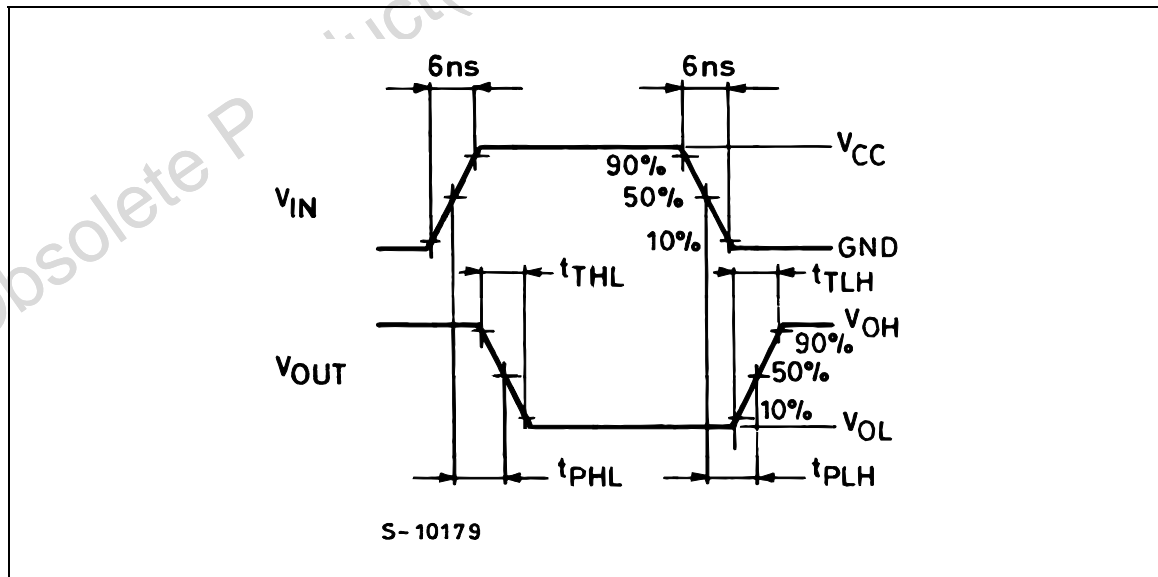 6ns 6ns
VCC
90%
VIN
50%
10%
GND
tTHL
tTLH
VOH
90%
VOUT
50%
10%
VOL
tPHL
tPLH
S-10179